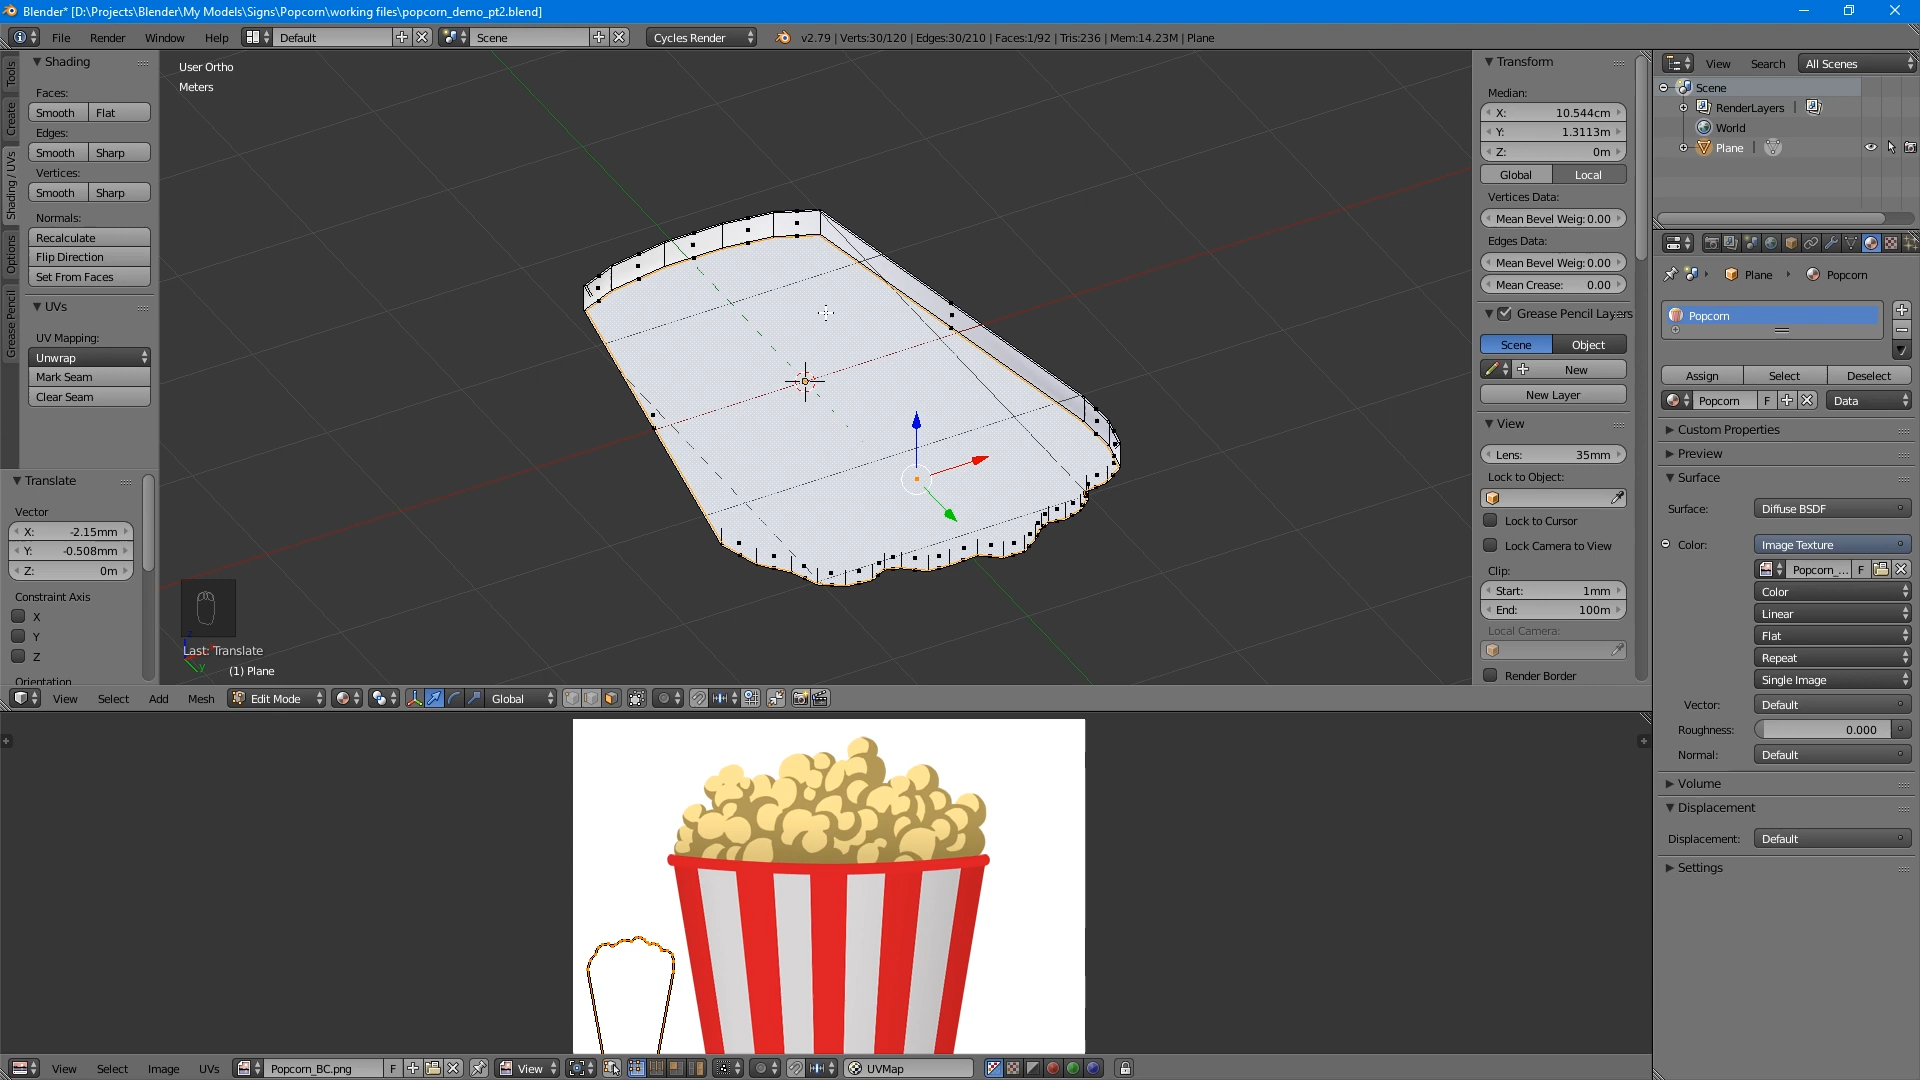 Blender* [D:\Projects\Blender\My Models\Signs\Popcorn\working files\popcorn_demo_pt2.blend]
File Render Window Help Default Scene Cycles Render v2.79 | Verts:30/120 | Edges:30/210 | Faces:1/92 | Tris:236 | Mem:14.23M | Plane
Tools
Create
Shading / UVs
Options
Grease Pencil
Shading
Faces:
Smooth Flat
Edges:
Smooth Sharp
Vertices:
Smooth Sharp
Normals:
Recalculate
Flip Direction
Set From Faces
UVs
UV Mapping:
Unwrap
Mark Seam
Clear Seam
Translate
Vector
X: -2.15mm
Y: -0.508mm
Z: 0m
Constraint Axis
X
Y
Z
Orientation
User Ortho
Meters
Last: Translate
y
(1) Plane
View Select Add Mesh Edit Mode Global
Transform
Median:
X: 10.544cm
Y: 1.3113m
Z: 0m
Global Local
Vertices Data:
Mean Bevel Weig: 0.00
Edges Data:
Mean Bevel Weig: 0.00
Mean Crease: 0.00
Grease Pencil Layers
Scene Object
New
New Layer
View
Lens: 35mm
Lock to Object:
Lock to Cursor
Lock Camera to View
Clip:
Start: 1mm
End: 100m
Local Camera:
Render Border
View Search All Scenes
Scene
RenderLayers
World
Plane
Plane Popcorn
Popcorn
Assign Select Deselect
Popcorn F Data
Custom Properties
Preview
Surface
Surface: Diffuse BSDF
Color: Image Texture
Popcorn_... F
Color
Linear
Flat
Repeat
Single Image
Vector: Default
Roughness: 0.000
Normal: Default
Volume
Displacement
Displacement: Default
Settings
View Select Image UVs Popcorn_BC.png F View UVMap